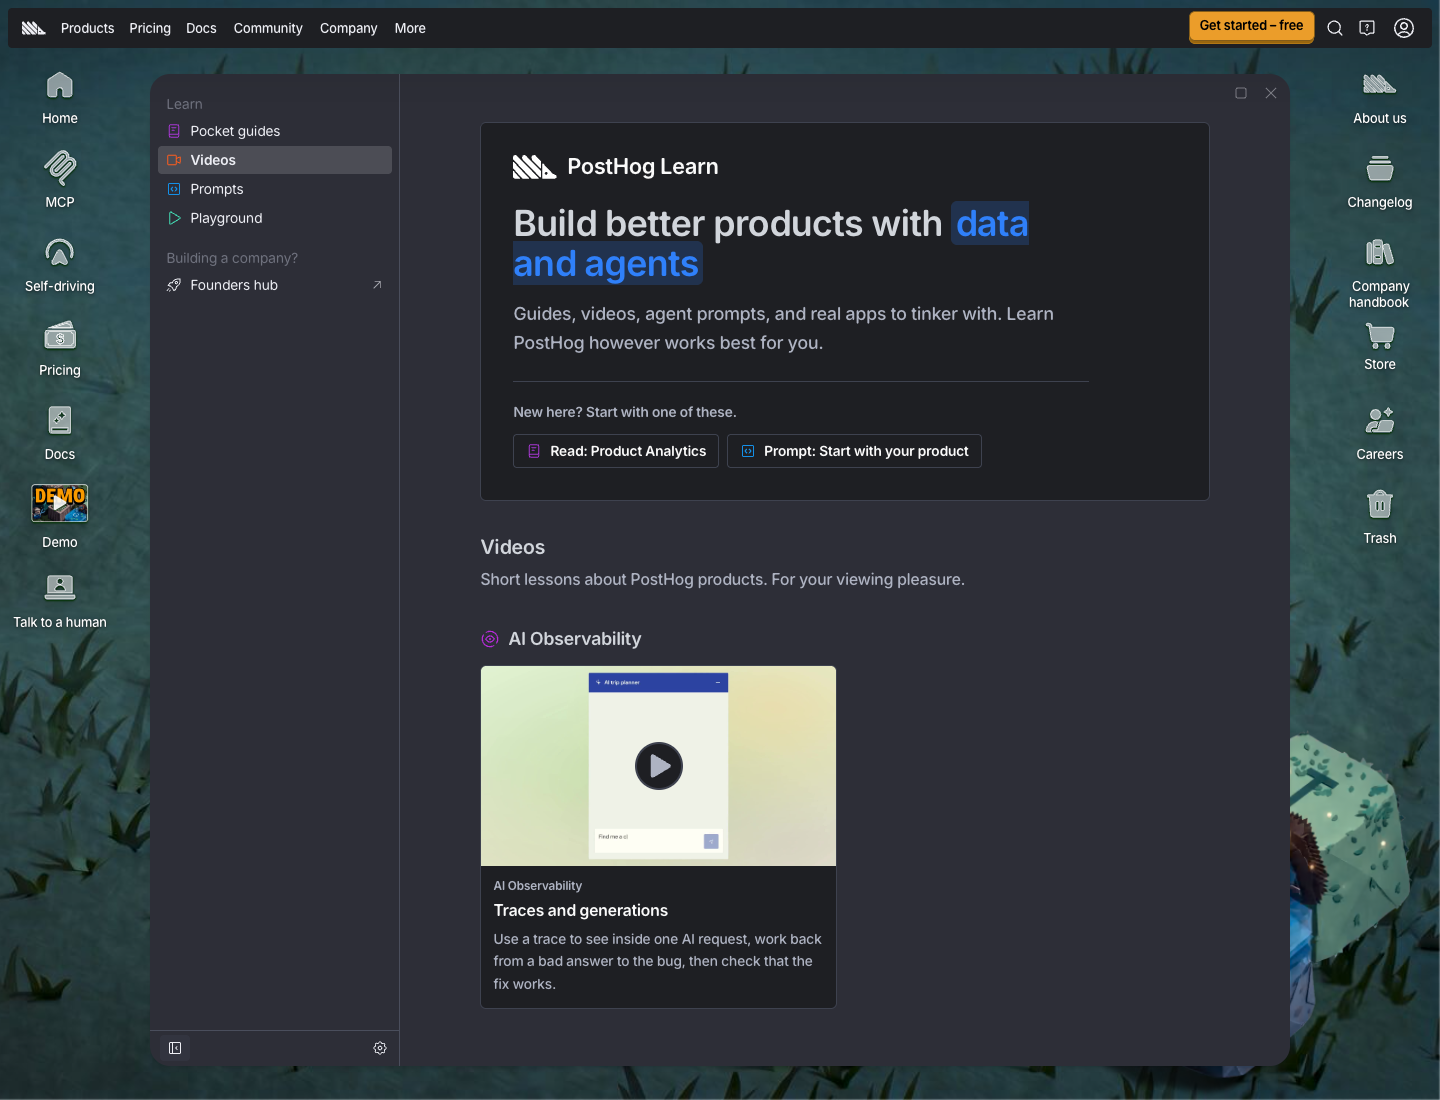 Products Pricing Docs Community Company More
Get started – free
Home
MCP
Self-driving
Pricing
Docs
DEMO
Demo
Talk to a human
Learn
Pocket guides
Videos
Prompts
Playground
Building a company?
Founders hub
PostHog Learn
Build better products with data
and agents
Guides, videos, agent prompts, and real apps to tinker with. Learn
PostHog however works best for you.
New here? Start with one of these.
Read: Product Analytics
Prompt: Start with your product
Videos
Short lessons about PostHog products. For your viewing pleasure.
AI Observability
AI trip planner
Find me a cl
AI Observability
Traces and generations
Use a trace to see inside one AI request, work back
from a bad answer to the bug, then check that the
fix works.
About us
Changelog
Company
handbook
Store
Careers
Trash